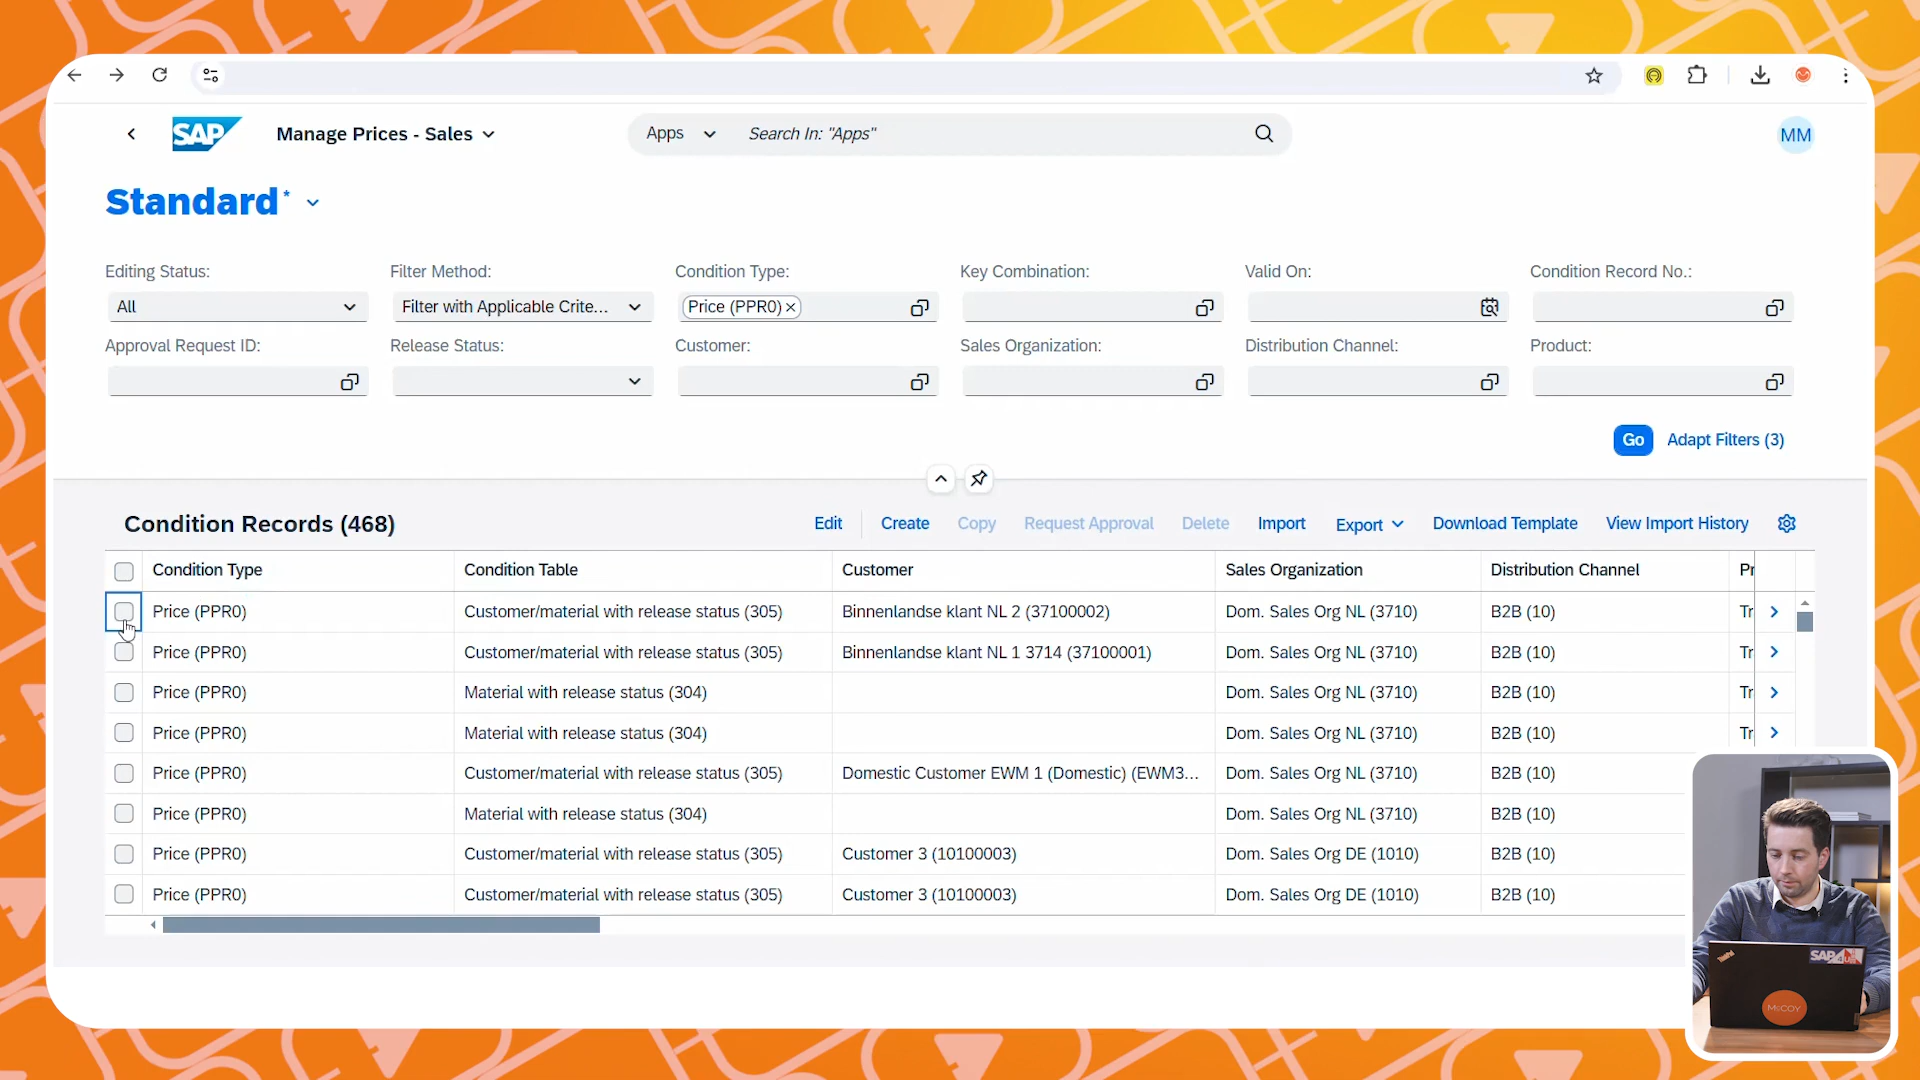 SAP
Manage Prices - Sales
Apps
Search In: "Apps"
MM
Standard*
Editing Status:
Filter Method:
Condition Type:
Key Combination:
Valid On:
Condition Record No.:
All
Filter with Applicable Crite...
Price (PPR0)
Approval Request ID:
Release Status:
Customer:
Sales Organization:
Distribution Channel:
Product:
Go
Adapt Filters (3)
Condition Records (468)
Edit
Create
Copy
Request Approval
Delete
Import
Export
Download Template
View Import History
Condition Type
Condition Table
Customer
Sales Organization
Distribution Channel
Pr
Price (PPR0) Customer/material with release status (305) Binnenlandse klant NL 2 (37100002) Dom. Sales Org NL (3710) B2B (10) Tr
Price (PPR0) Customer/material with release status (305) Binnenlandse klant NL 1 3714 (37100001) Dom. Sales Org NL (3710) B2B (10) Tr
Price (PPR0) Material with release status (304) Dom. Sales Org NL (3710) B2B (10) Tr
Price (PPR0) Material with release status (304) Dom. Sales Org NL (3710) B2B (10) Tr
Price (PPR0) Customer/material with release status (305) Domestic Customer EWM 1 (Domestic) (EWM3... Dom. Sales Org NL (3710) B2B (10)
Price (PPR0) Material with release status (304) Dom. Sales Org NL (3710) B2B (10)
Price (PPR0) Customer/material with release status (305) Customer 3 (10100003) Dom. Sales Org DE (1010) B2B (10)
Price (PPR0) Customer/material with release status (305) Customer 3 (10100003) Dom. Sales Org DE (1010) B2B (10)
SAP
McCOY